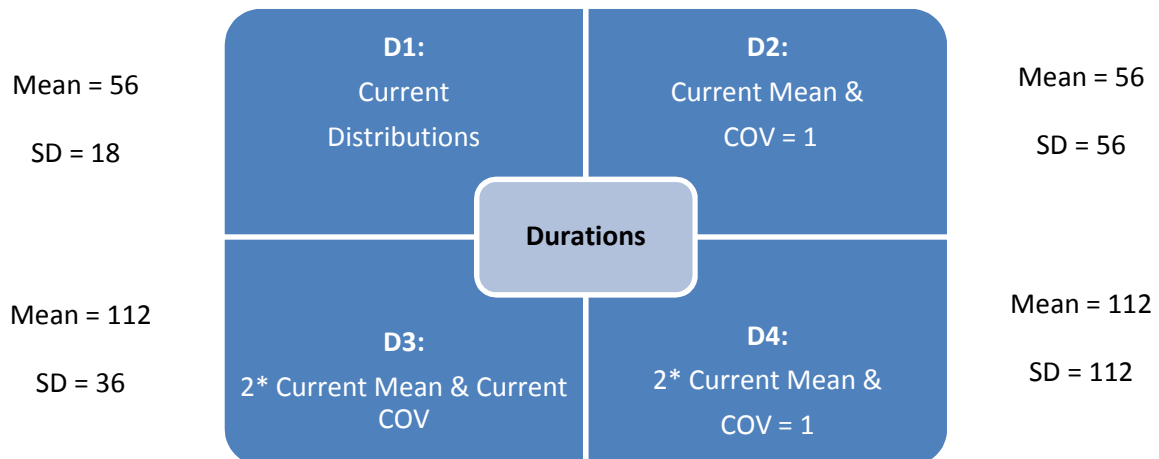 Mean = 56
SD = 18
D1:
Current
Distributions
D2:
Current Mean &
COV = 1
Mean = 56
SD = 56
Durations
Mean = 112
SD = 36
D3:
2* Current Mean & Current
COV
D4:
2* Current Mean &
COV = 1
Mean = 112
SD = 112